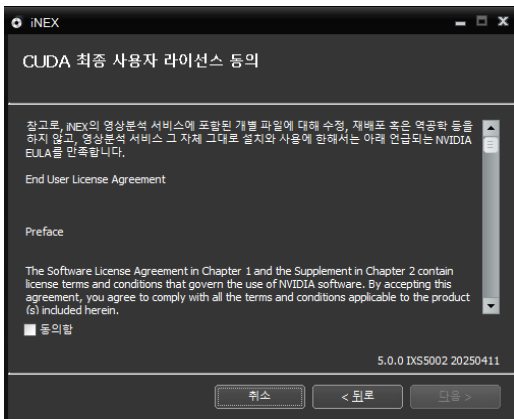 iNEX
CUDA 최종 사용자 라이선스 동의
참고로, iNEX의 영상분석 서비스에 포함된 개별 파일에 대해 수정, 재배포 혹은 역공학 등을
하지 않고, 영상분석 서비스 그 자체 그대로 설치와 사용에 한해서는 아래 언급되는 NVIDIA
EULA를 만족합니다.
End User License Agreement
Preface
The Software License Agreement in Chapter 1 and the Supplement in Chapter 2 contain
license terms and conditions that govern the use of NVIDIA software. By accepting this
agreement, you agree to comply with all the terms and conditions applicable to the product
(s) included herein.
동의함
5.0.0 IXS5002 20250411
취소
< 뒤로
다음 >